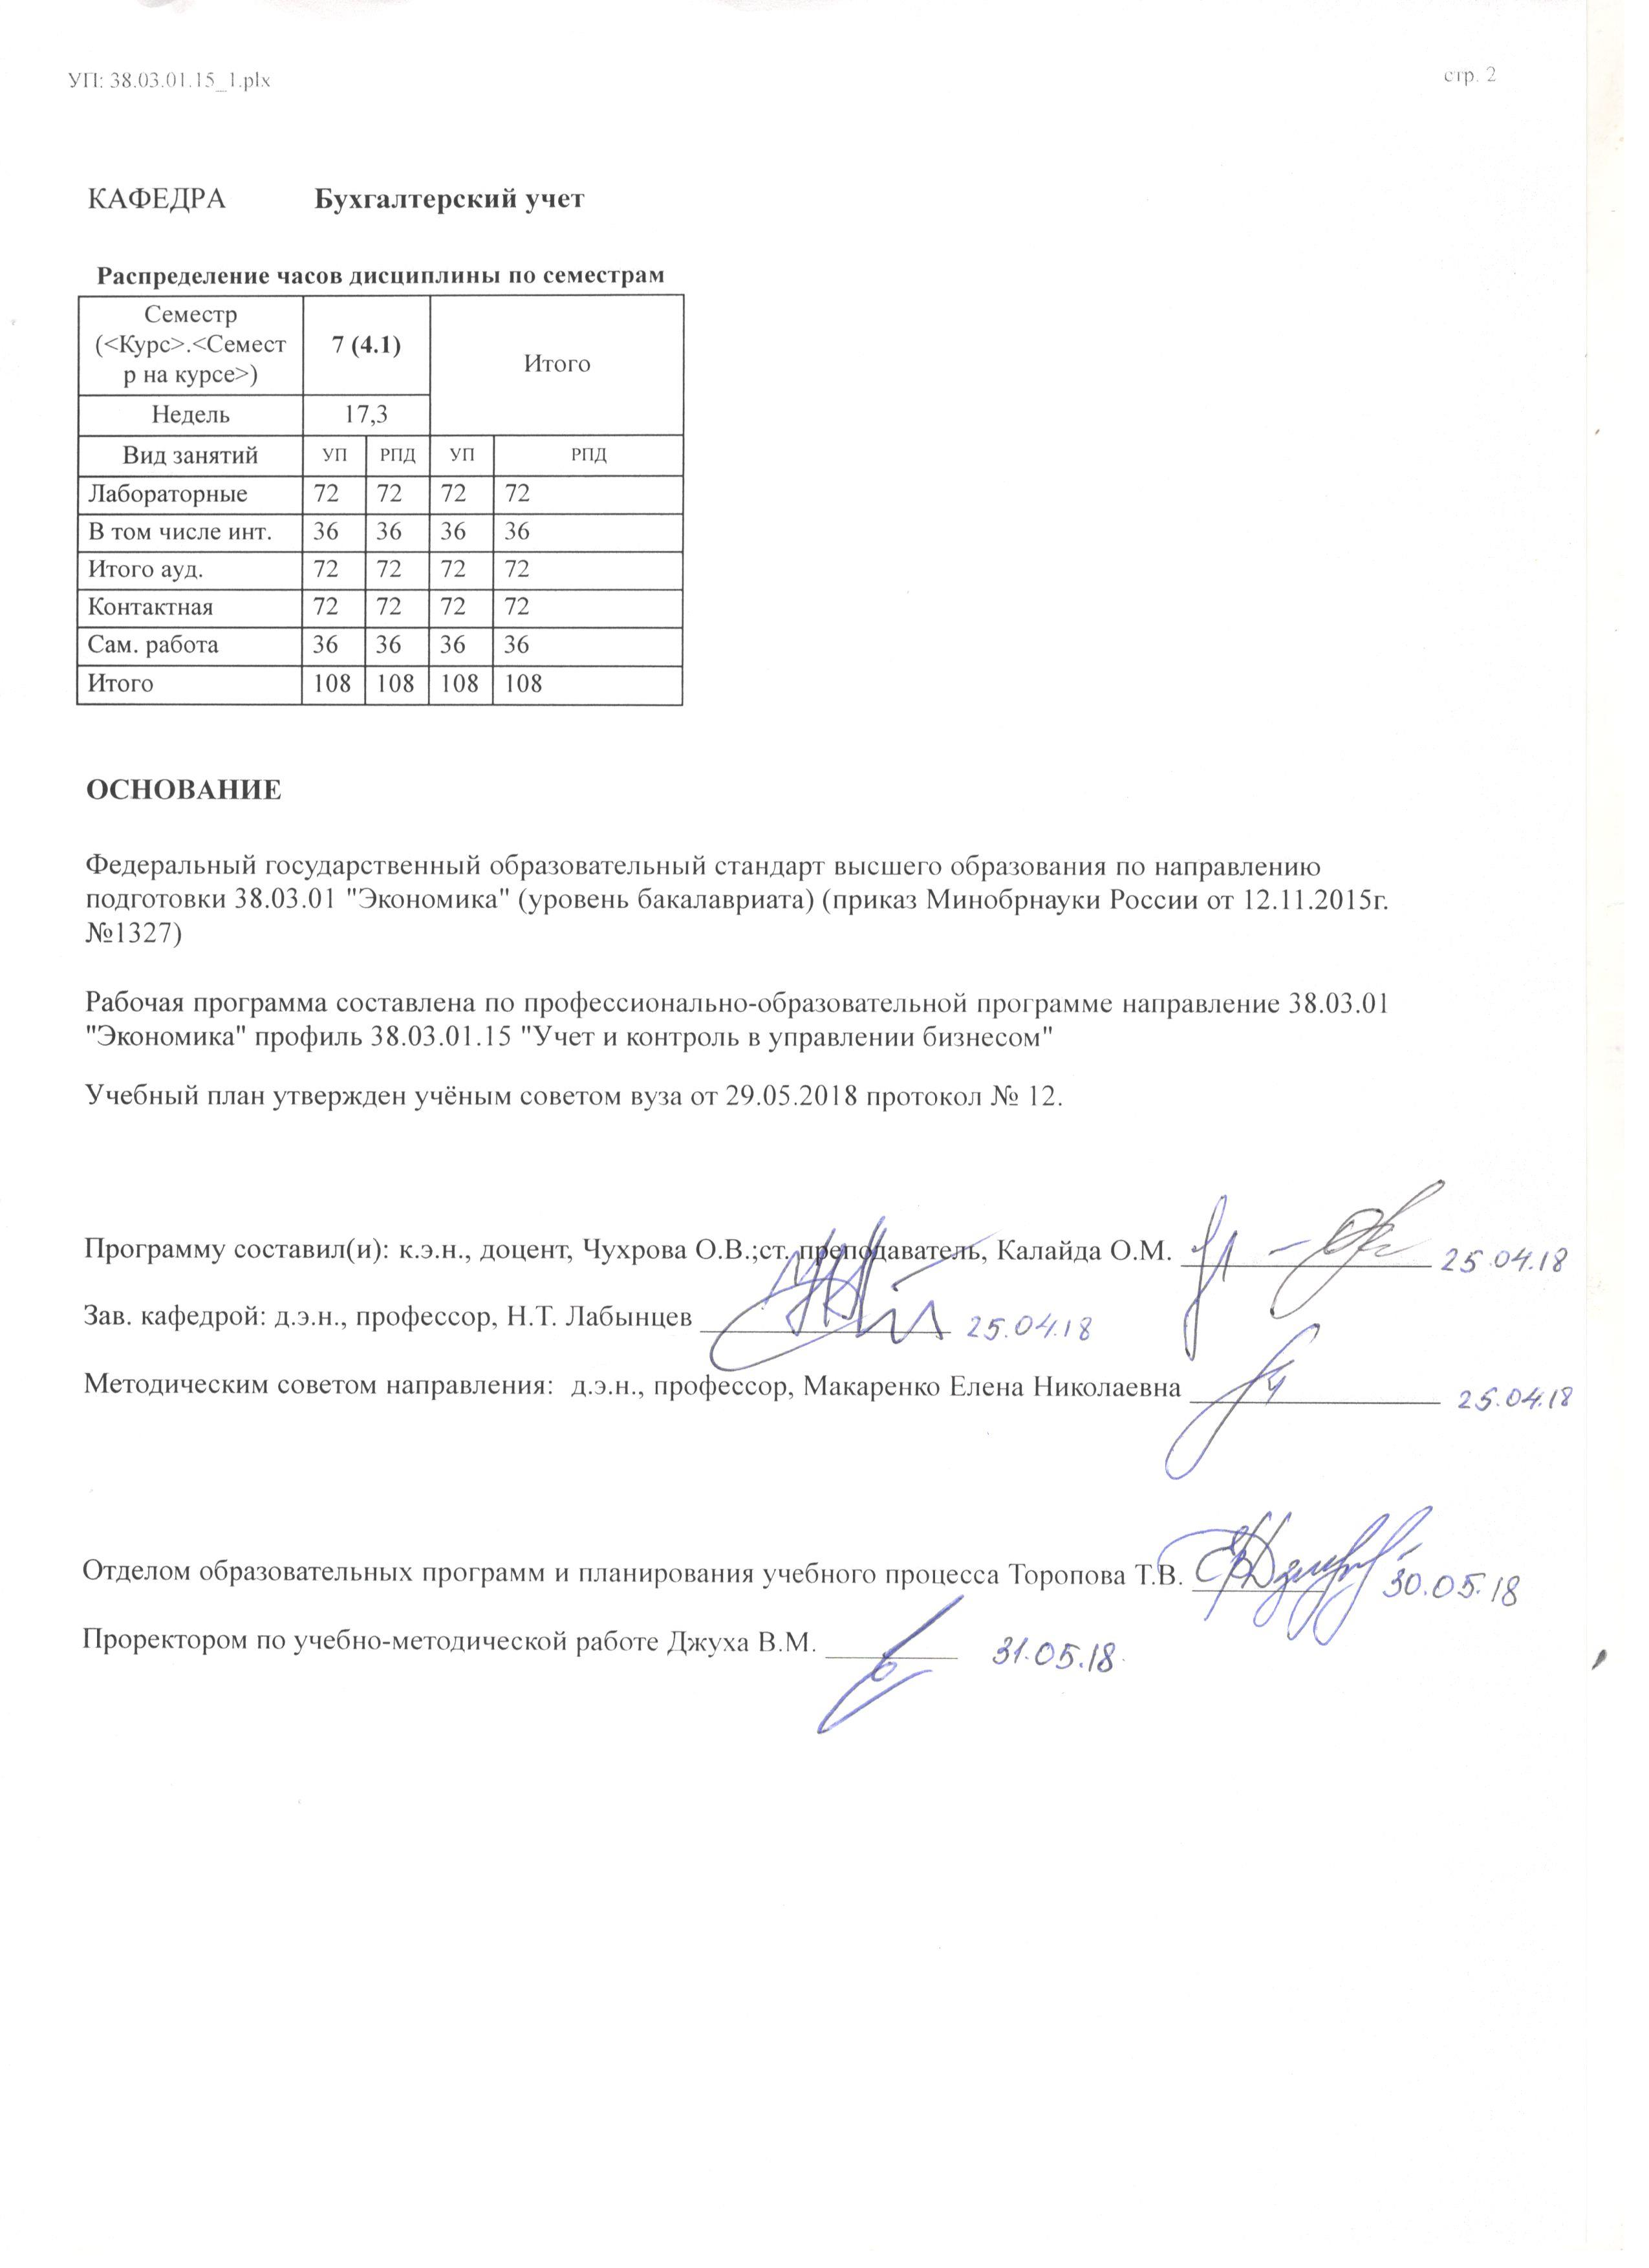 УП: 38.03.01.15_1.plx
стр. 2
КАФЕДРА Бухгалтерский учет
Распределение часов дисциплины по семестрам
Семестр
(<Курс>.<Семест
р на курсе>)
7 (4.1)
Итого
Недель 17,3
Вид занятий УП РПД УП РПД
Лабораторные 72 72 72 72
В том числе инт. 36 36 36 36
Итого ауд. 72 72 72 72
Контактная 72 72 72 72
Сам. работа 36 36 36 36
Итого 108 108 108 108
ОСНОВАНИЕ
Федеральный государственный образовательный стандарт высшего образования по направлению
подготовки 38.03.01 "Экономика" (уровень бакалавриата) (приказ Минобрнауки России от 12.11.2015г.
№1327)
Рабочая программа составлена по профессионально-образовательной программе направление 38.03.01
"Экономика" профиль 38.03.01.15 "Учет и контроль в управлении бизнесом"
Учебный план утвержден учёным советом вуза от 29.05.2018 протокол № 12.
Программу составил(и): к.э.н., доцент, Чухрова О.В.;ст. преподаватель, Калайда О.М. 25.04.18
Зав. кафедрой: д.э.н., профессор, Н.Т. Лабынцев 25.04.18
Методическим советом направления: д.э.н., профессор, Макаренко Елена Николаевна 25.04.18
Отделом образовательных программ и планирования учебного процесса Торопова Т.В. 30.05.18
Проректором по учебно-методической работе Джуха В.М. 31.05.18